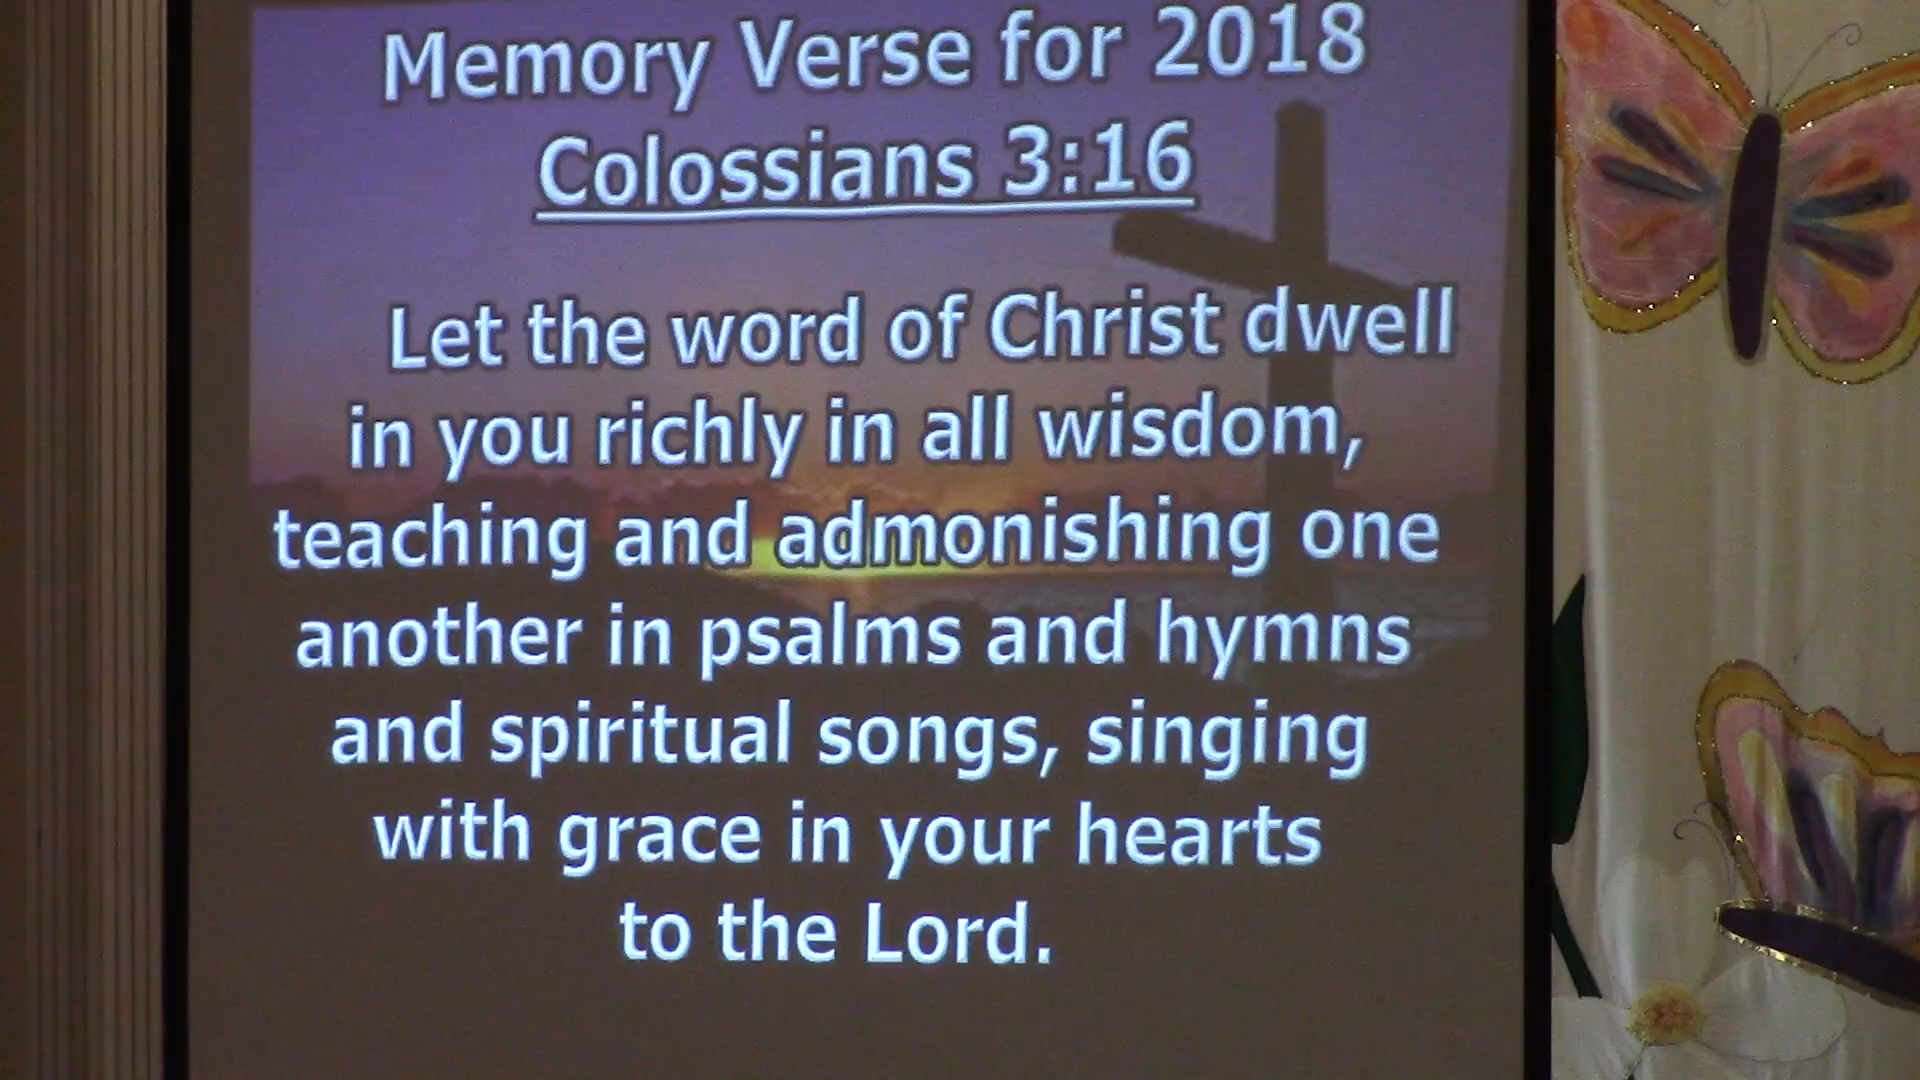 Memory Verse for 2018
Colossians 3:16
Let the word of Christ dwell
in you richly in all wisdom,
teaching and admonishing one
another in psalms and hymns
and spiritual songs, singing
with grace in your hearts
to the Lord.